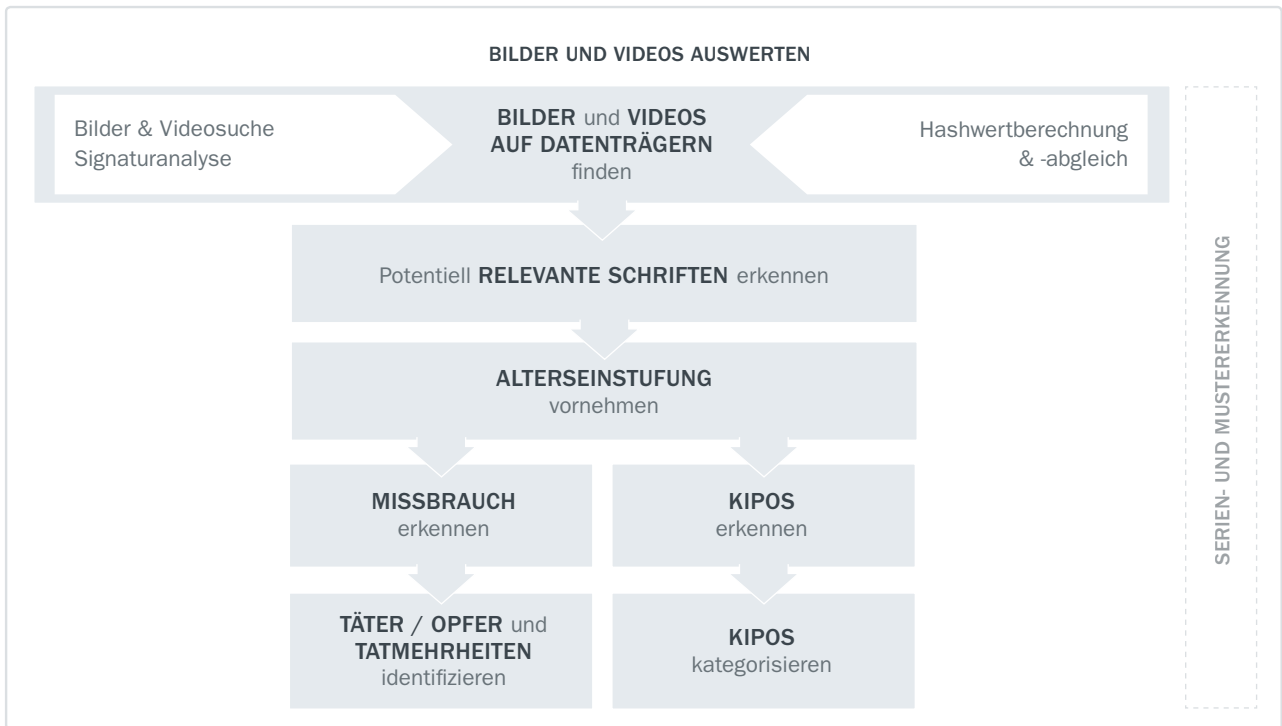 BILDER UND VIDEOS AUSWERTEN
Bilder & Videosuche
Signaturanalyse
BILDER und VIDEOS
AUF DATENTRÄGERN
finden
Hashwertberechnung
& -abgleich
Potentiell RELEVANTE SCHRIFTEN erkennen
ALTERSEINSTUFUNG
vornehmen
MISSBRAUCH
erkennen
KIPOS
erkennen
TÄTER / OPFER und
TATMEHRHEITEN
identifizieren
KIPOS
kategorisieren
SERIEN- UND MUSTERERKENNUNG